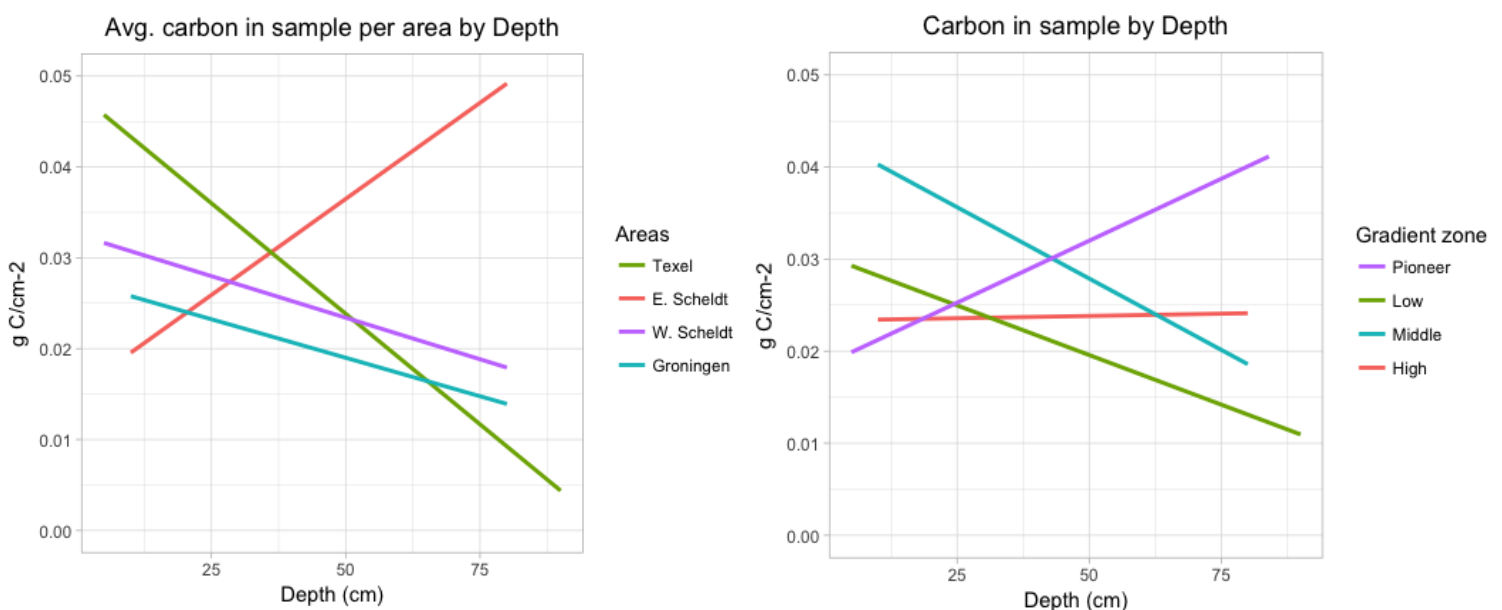 Avg. carbon in sample per area by Depth
g C/cm-2
0.05
0.04
0.03
0.02
0.01
0.00
25 50 75
Depth (cm)
Areas
Texel
E. Scheldt
W. Scheldt
Groningen
Carbon in sample by Depth
g C/cm-2
0.05
0.04
0.03
0.02
0.01
0.00
25 50 75
Depth (cm)
Gradient zone
Pioneer
Low
Middle
High